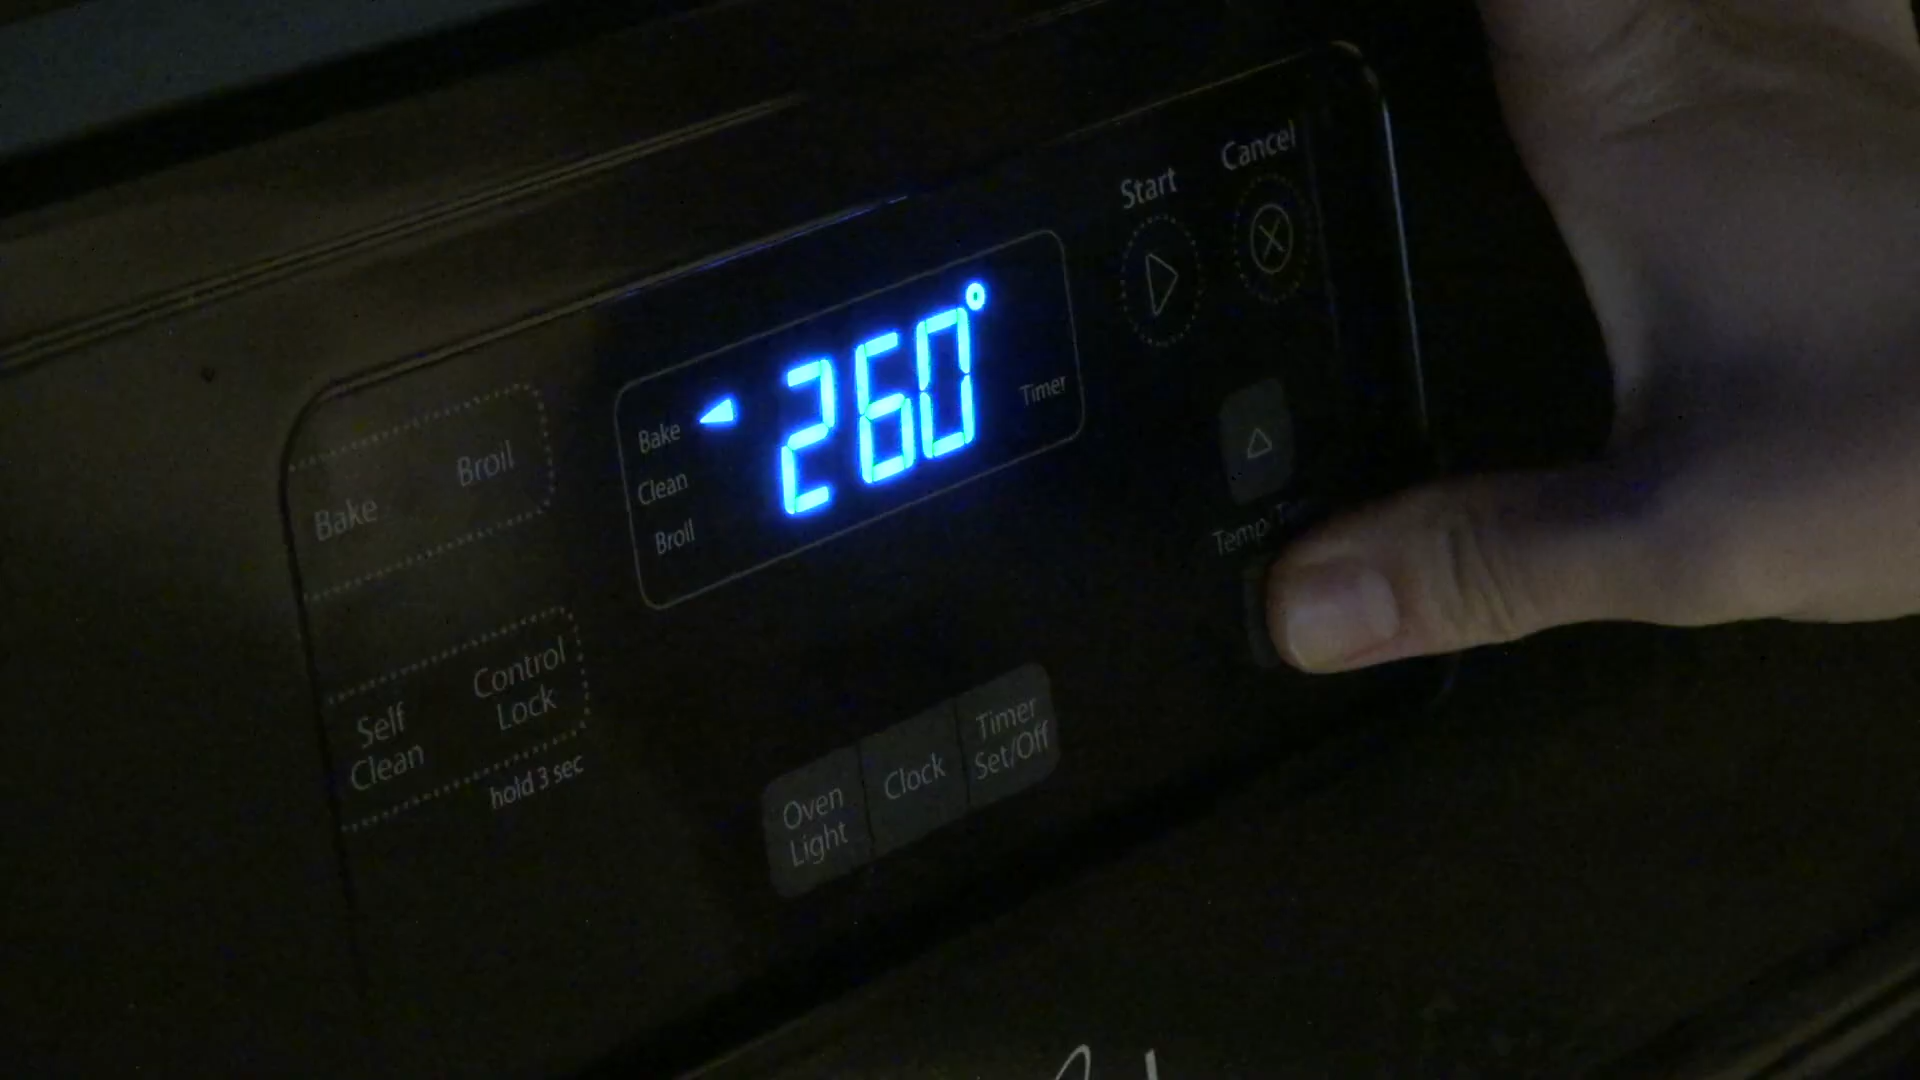 Cancel
Start
260°
Bake
Clean
Broil
Timer
Bake
Broil
Temp
Self
Clean
Control
Lock
hold 3 sec
Oven
Light
Clock
Timer
Set/Off